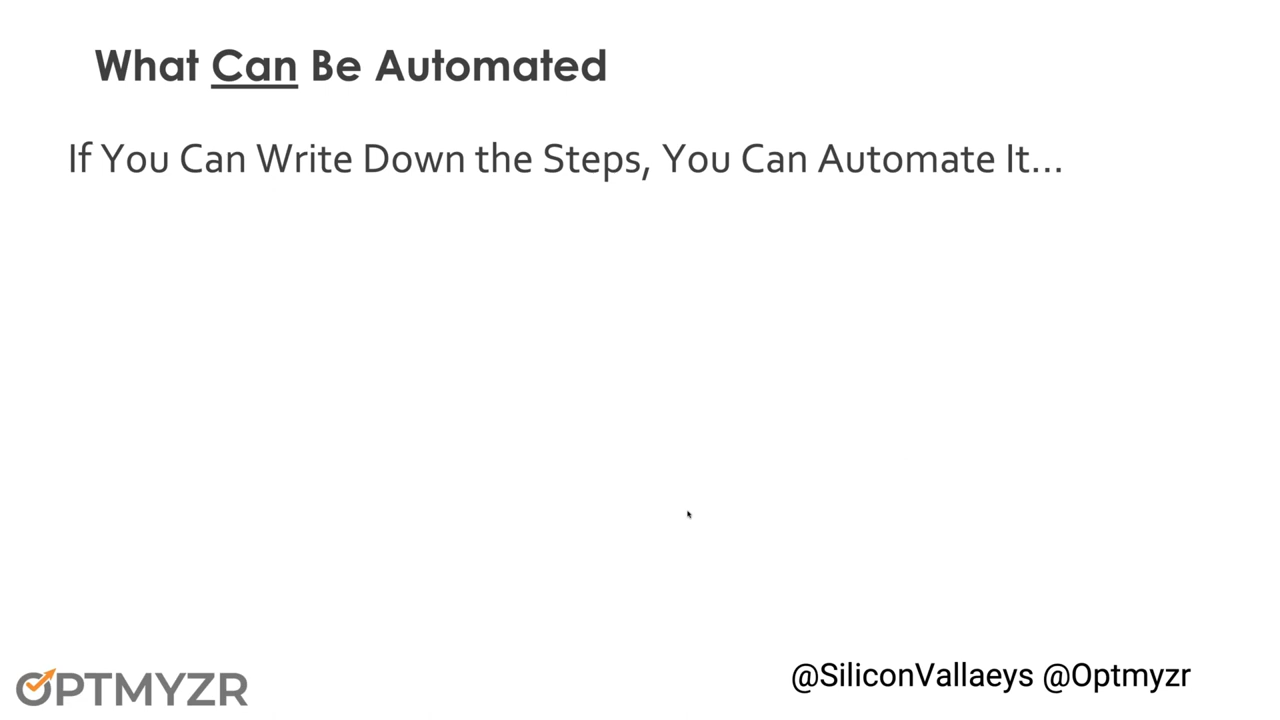 What Can Be Automated
If You Can Write Down the Steps, You Can Automate It...
OPTMYZR
@SiliconVallaeys @Optmyzr